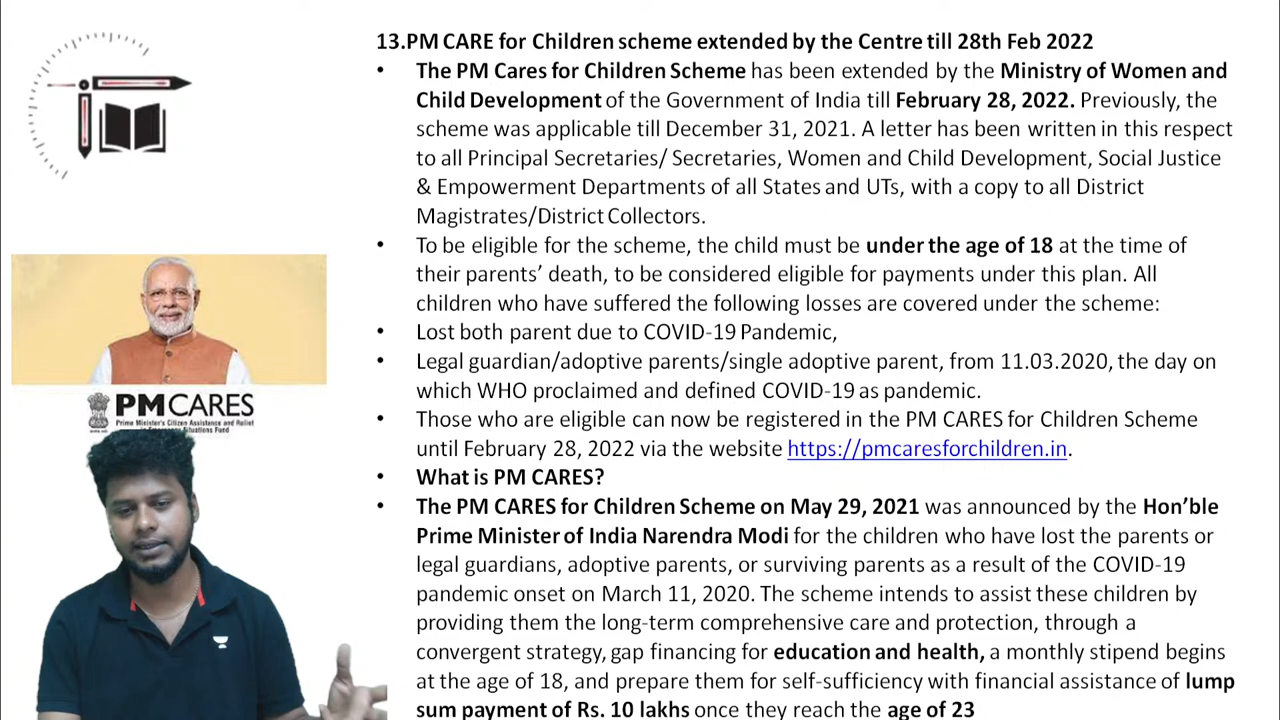 13.PM CARE for Children scheme extended by the Centre till 28th Feb 2022
• The PM Cares for Children Scheme has been extended by the Ministry of Women and
Child Development of the Government of India till February 28, 2022. Previously, the
scheme was applicable till December 31, 2021. A letter has been written in this respect
to all Principal Secretaries/ Secretaries, Women and Child Development, Social Justice
& Empowerment Departments of all States and UTs, with a copy to all District
Magistrates/District Collectors.
• To be eligible for the scheme, the child must be under the age of 18 at the time of
their parents’ death, to be considered eligible for payments under this plan. All
children who have suffered the following losses are covered under the scheme:
• Lost both parent due to COVID-19 Pandemic,
• Legal guardian/adoptive parents/single adoptive parent, from 11.03.2020, the day on
which WHO proclaimed and defined COVID-19 as pandemic.
• Those who are eligible can now be registered in the PM CARES for Children Scheme
until February 28, 2022 via the website https://pmcaresforchildren.in.
• What is PM CARES?
• The PM CARES for Children Scheme on May 29, 2021 was announced by the Hon’ble
Prime Minister of India Narendra Modi for the children who have lost the parents or
legal guardians, adoptive parents, or surviving parents as a result of the COVID-19
pandemic onset on March 11, 2020. The scheme intends to assist these children by
providing them the long-term comprehensive care and protection, through a
convergent strategy, gap financing for education and health, a monthly stipend begins
at the age of 18, and prepare them for self-sufficiency with financial assistance of lump
sum payment of Rs. 10 lakhs once they reach the age of 23
PM CARES
Prime Minister's Citizen Assistance and Relief
Situations Fund